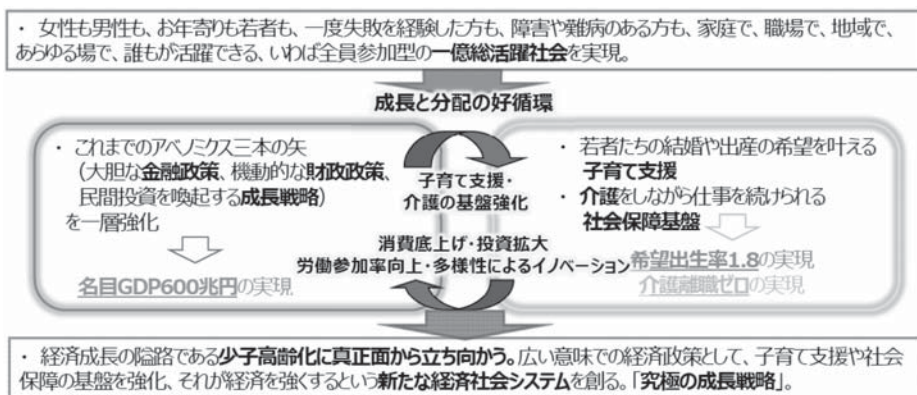 ・ 女性も男性も、お年寄りも若者も、一度失敗を経験した方も、障害や難病のある方も、家庭で、職場で、地域で、
あらゆる場で、誰もが活躍できる、いわば全員参加型の一億総活躍社会を実現。
成長と分配の好循環
・ これまでのアベノミクス三本の矢
（大胆な金融政策、機動的な財政政策、
民間投資を喚起する成長戦略）
を一層強化
名目GDP600兆円の実現
子育て支援・
介護の基盤強化
消費底上げ・投資拡大
労働参加率向上・多様性によるイノベーション
・ 若者たちの結婚や出産の希望を叶える
子育て支援
・ 介護をしながら仕事を続けられる
社会保障基盤
希望出生率1.8の実現
介護離職ゼロの実現
・ 経済成長の隘路である少子高齢化に真正面から立ち向かう。広い意味での経済政策として、子育て支援や社会
保障の基盤を強化、それが経済を強くするという新たな経済社会システムを創る。「究極の成長戦略」。